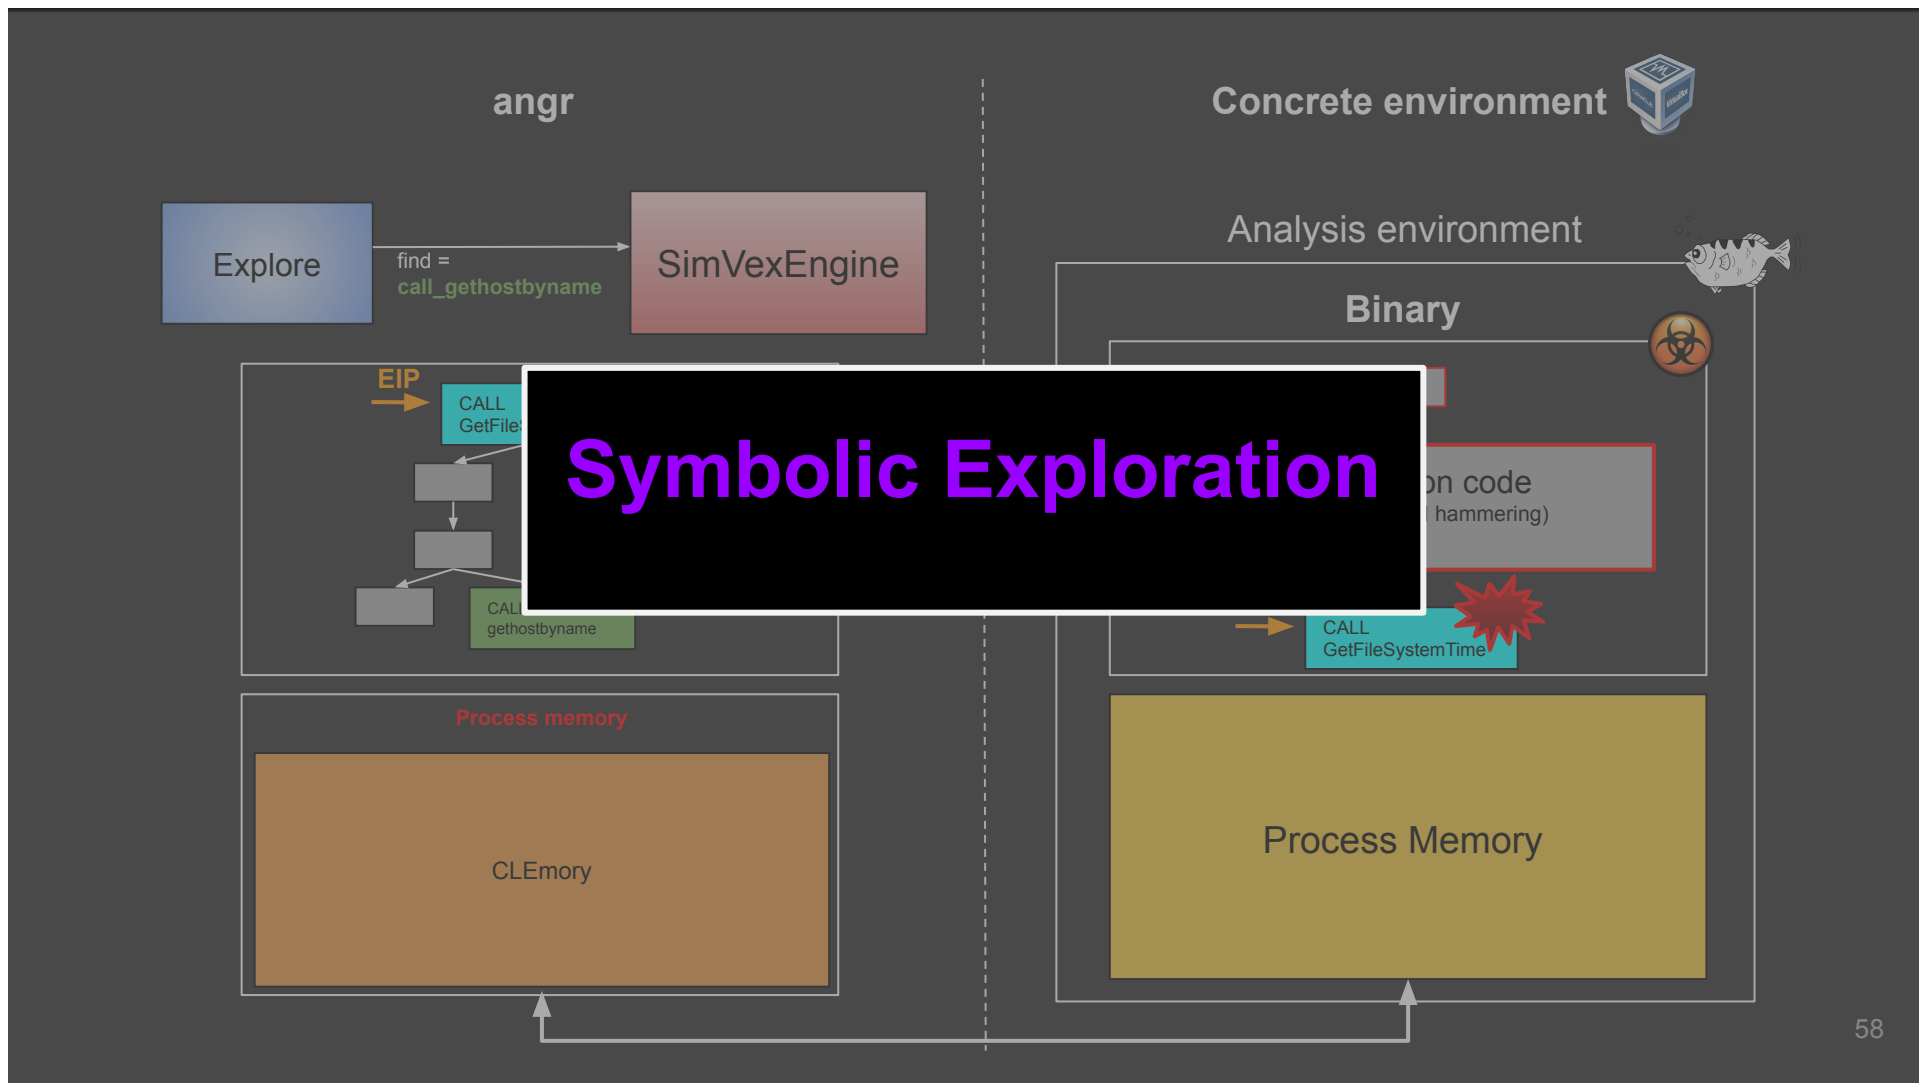 angr
Concrete environment
Explore
find =
call_gethostbyname
SimVexEngine
Analysis environment
Binary
EIP
CALL
Symbolic Exploration
code
hammering)
CALL
gethostbyname
CALL
GetFileSystemTime
Process memory
CLEmory
Process Memory
58